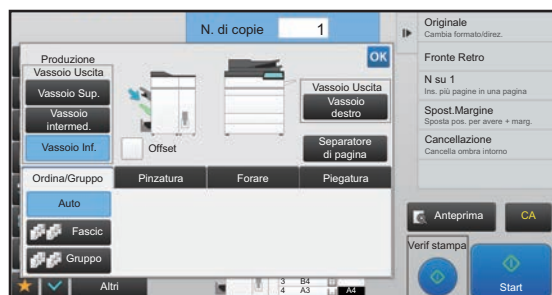 N. di copie 1
OK
Produzione
Vassoio Uscita
Vassoio Sup.
Vassoio
intermed.
Vassoio Inf.
Offset
Vassoio Uscita
Vassoio
destro
Separatore
di pagina
Ordina/Gruppo
Pinzatura
Forare
Piegatura
Auto
Fascic
Gruppo
Altri
3 B4
4 A3
A4
Originale
Cambia formato/direz.
Fronte Retro
N su 1
Ins. più pagine in una pagina
Spost.Margine
Sposta pos. per avere + marg.
Cancellazione
Cancella ombra intorno
Anteprima
CA
Verif stampa
Start